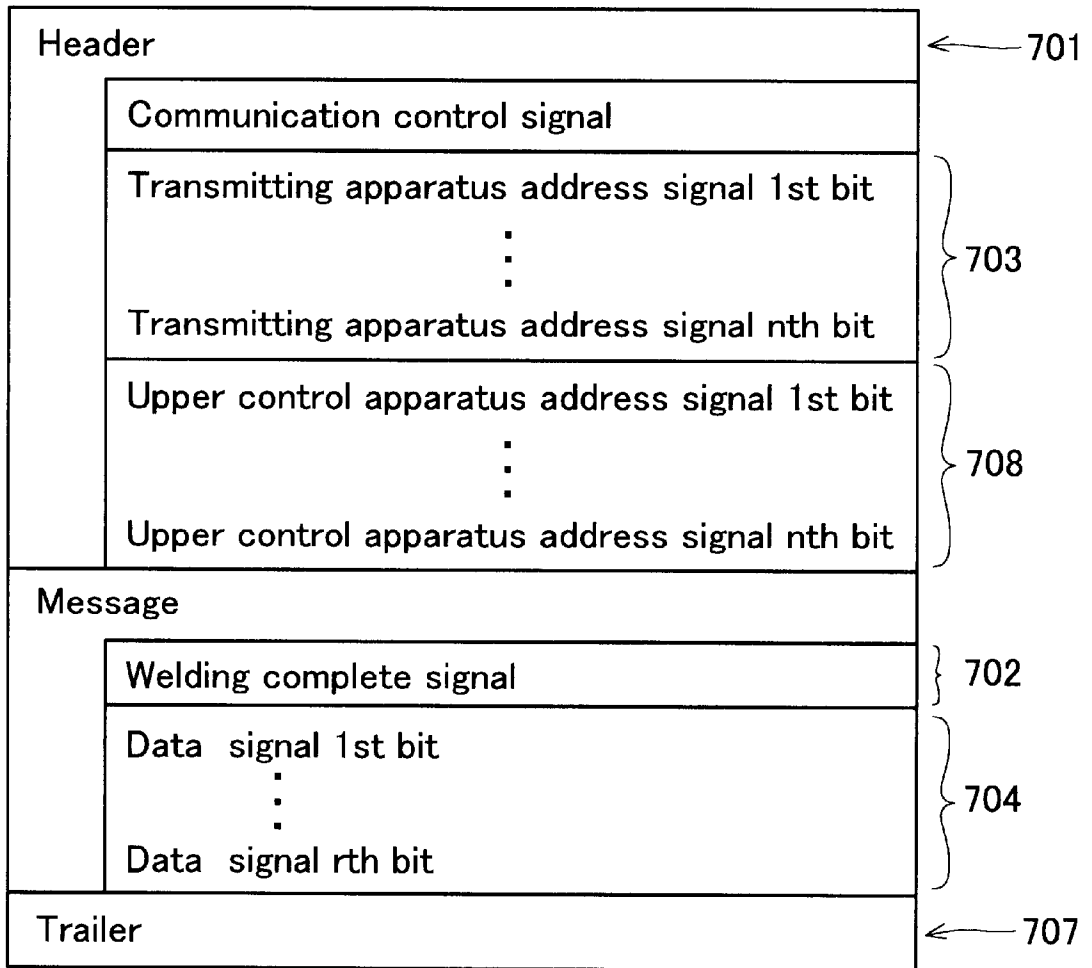 Header
701
Communication control signal
Transmitting apparatus address signal 1st bit
703
Transmitting apparatus address signal nth bit
Upper control apparatus address signal 1st bit
708
Upper control apparatus address signal nth bit
Message
Welding complete signal
702
Data signal 1st bit
704
Data signal rth bit
Trailer
707